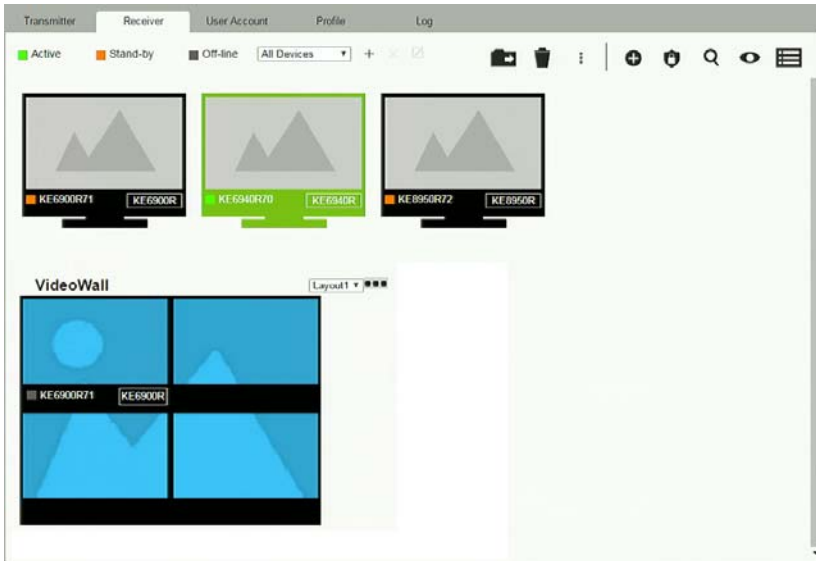 Transmitter Receiver User Account Profile Log
Active Stand-by Off-line All Devices
KE6900R71 KE6900R KE6940R70 KE6940R KE8950R72 KE8950R
VideoWall Layout1
KE6900R71 KE6900R